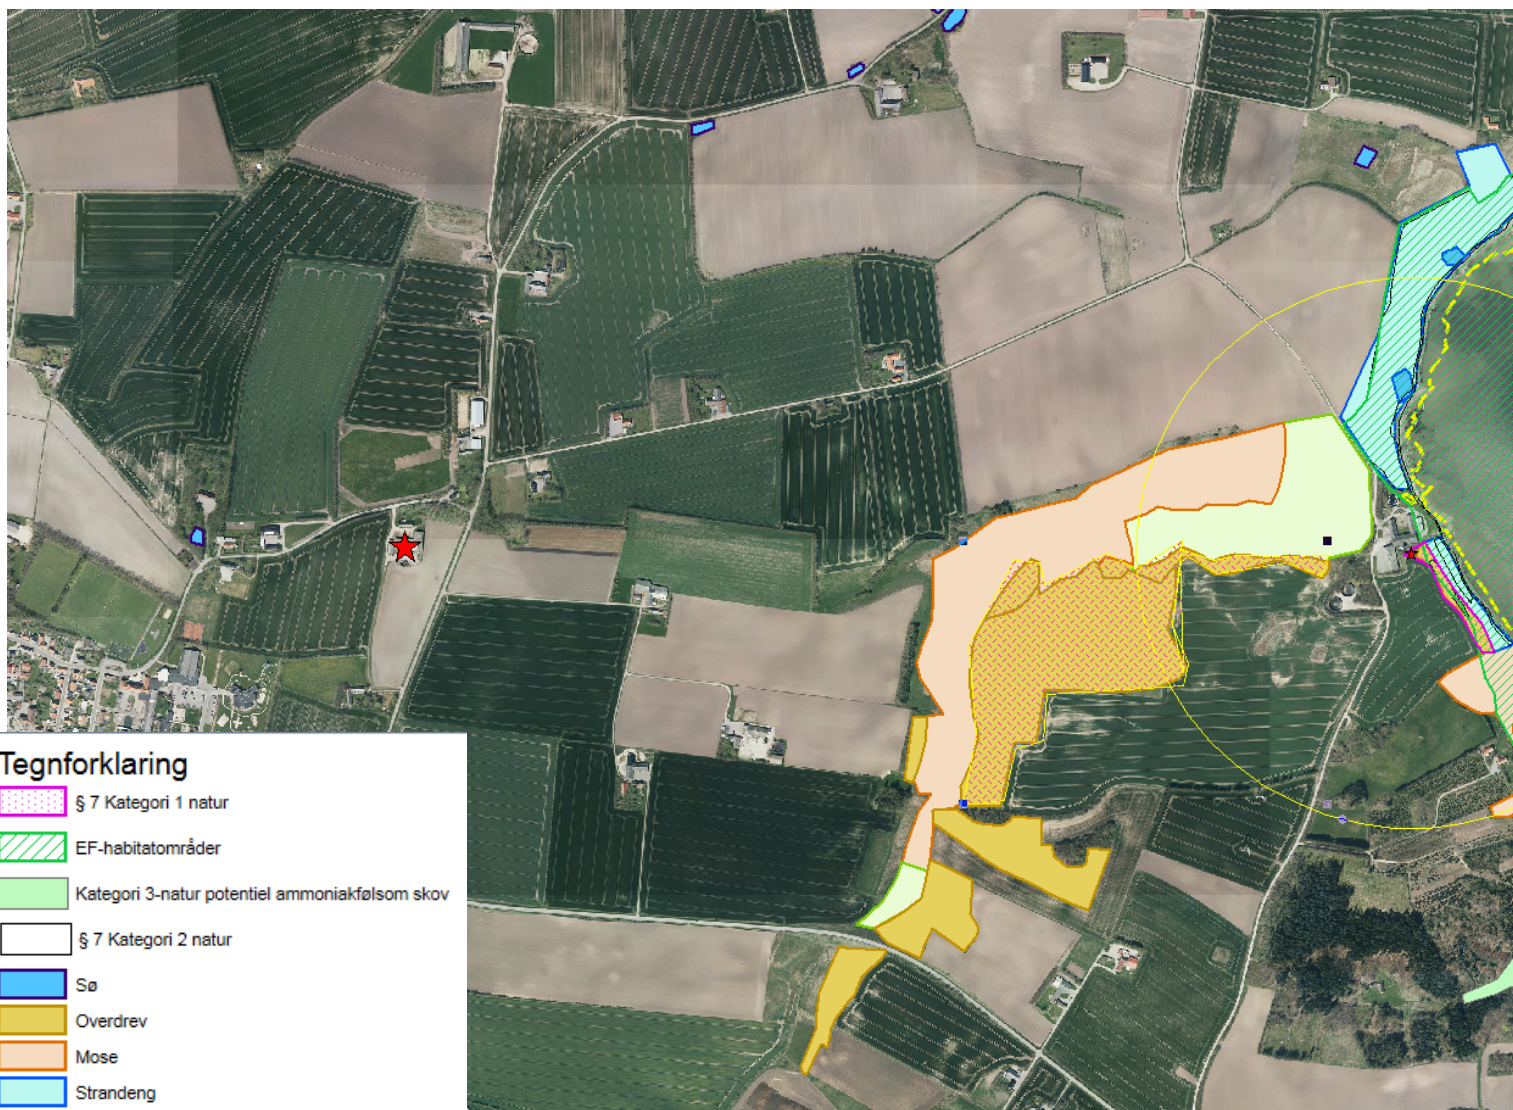 Tegnforklaring
§ 7 Kategori 1 natur
EF-habitatområder
Kategori 3-natur potentiel ammoniakfølsom skov
§ 7 Kategori 2 natur
Sø
Overdrev
Mose
Strandeng